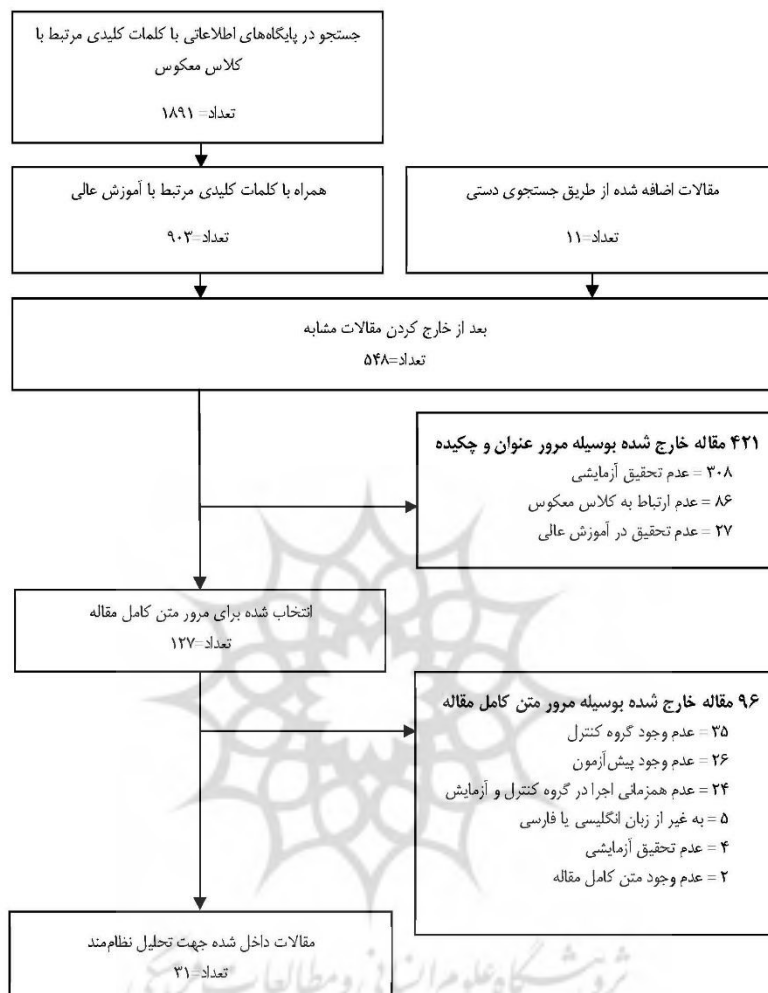 جستجو در پایگاه‌های اطلاعاتی با کلمات کلیدی مرتبط با
کلاس معکوس
تعداد= ۱۸۹۱
همراه با کلمات کلیدی مرتبط با آموزش عالی
تعداد=۹۰۳
مقالات اضافه شده از طریق جستجوی دستی
تعداد=۱۱
بعد از خارج کردن مقالات مشابه
تعداد=۵۴۸
۴۲۱ مقاله خارج شده بوسیله مرور عنوان و چکیده
۳۰۸ = عدم تحقیق آزمایشی
۸۶ = عدم ارتباط به کلاس معکوس
۲۷ = عدم تحقیق در آموزش عالی
انتخاب شده برای مرور متن کامل مقاله
تعداد=۱۲۷
۹۶ مقاله خارج شده بوسیله مرور متن کامل مقاله
۳۵ = عدم وجود گروه کنترل
۲۶ = عدم وجود پیش‌آزمون
۲۴ = عدم همزمانی اجرا در گروه کنترل و آزمایش
۵ = به غیر از زبان انگلیسی یا فارسی
۴ = عدم تحقیق آزمایشی
۲ = عدم وجود متن کامل مقاله
مقالات داخل شده جهت تحلیل نظام‌مند
تعداد=۳۱
پژوهشگاه علوم انسانی و مطالعات فرهنگی